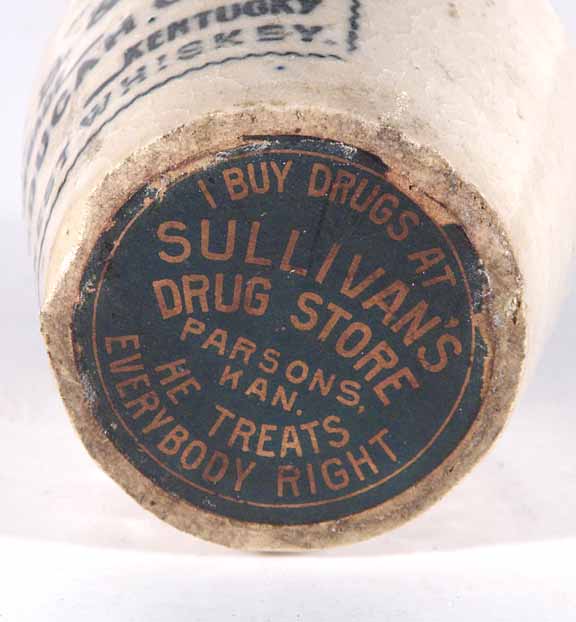 KENTUCKY
WHISKEY.
I BUY DRUGS AT
SULLIVAN'S
DRUG STORE
PARSONS,
KAN.
HE TREATS
EVERYBODY RIGHT